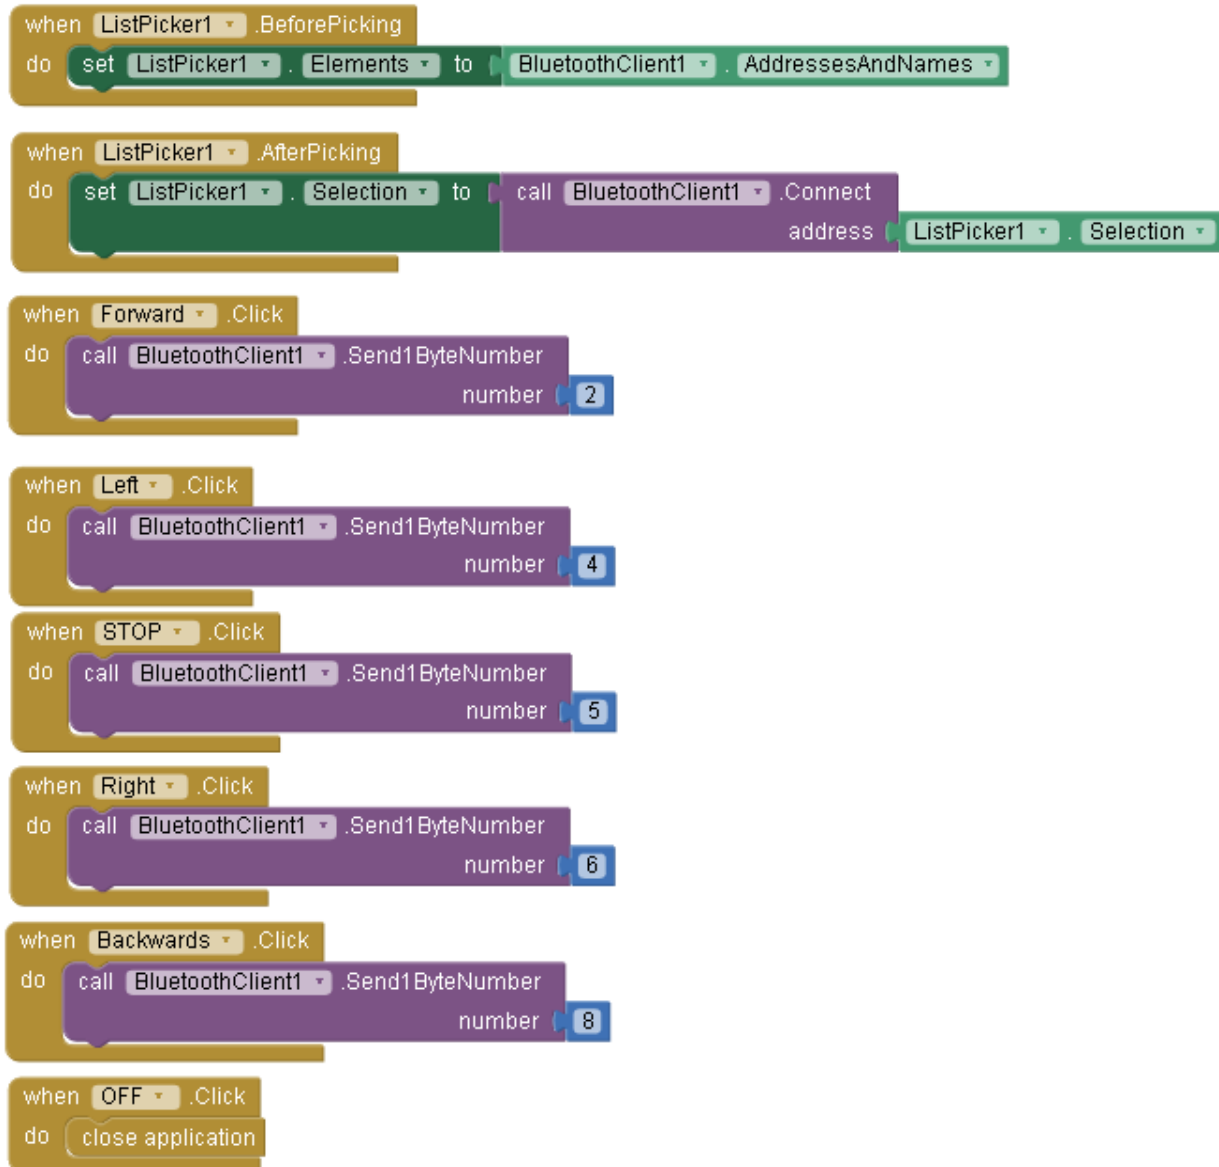 when ListPicker1 .BeforePicking
do set ListPicker1 . Elements to BluetoothClient1 . AddressesAndNames
when ListPicker1 .AfterPicking
do set ListPicker1 . Selection to call BluetoothClient1 .Connect
address ListPicker1 . Selection
when Forward .Click
do call BluetoothClient1 .Send1ByteNumber
number 2
when Left .Click
do call BluetoothClient1 .Send1ByteNumber
number 4
when STOP .Click
do call BluetoothClient1 .Send1ByteNumber
number 5
when Right .Click
do call BluetoothClient1 .Send1ByteNumber
number 6
when Backwards .Click
do call BluetoothClient1 .Send1ByteNumber
number 8
when OFF .Click
do close application